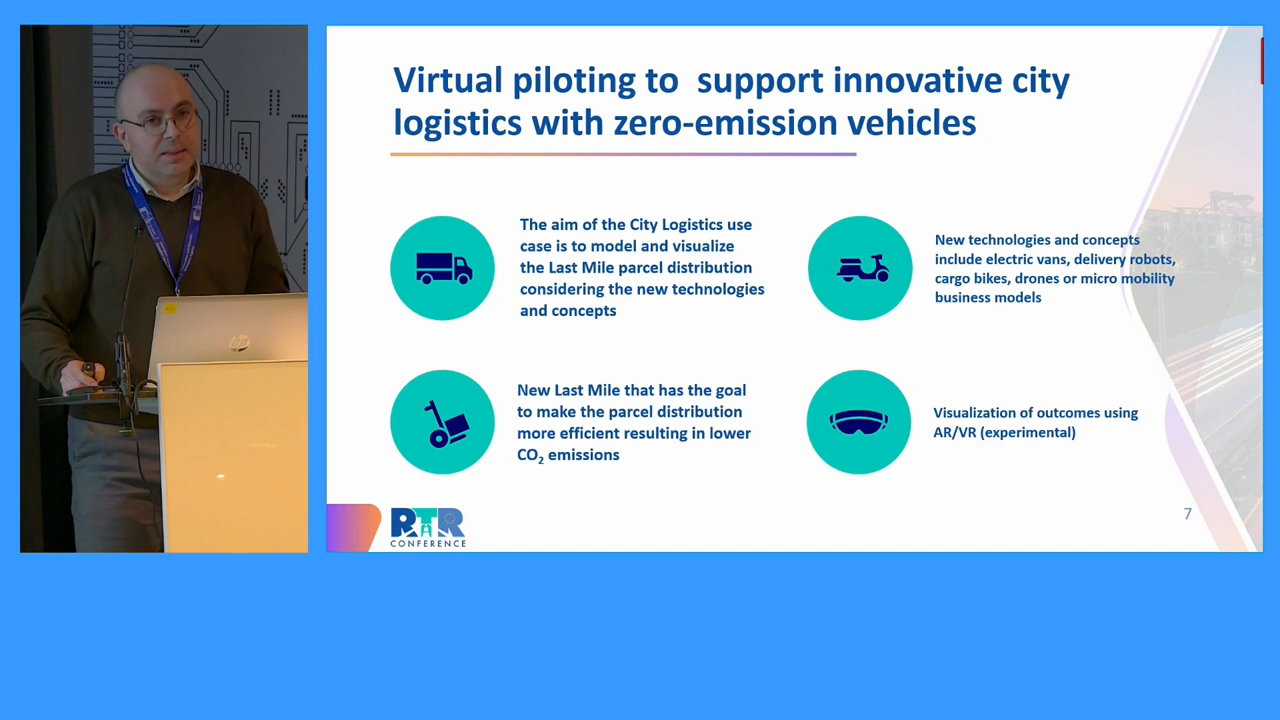 Virtual piloting to  support innovative city
logistics with zero-emission vehicles
The aim of the City Logistics use
case is to model and visualize
the Last Mile parcel distribution
considering the new technologies
and concepts
New technologies and concepts
include electric vans, delivery robots,
cargo bikes, drones or micro mobility
business models
New Last Mile that has the goal
to make the parcel distribution
more efficient resulting in lower
CO₂ emissions
Visualization of outcomes using
AR/VR (experimental)
RTR
CONFERENCE
7
hp